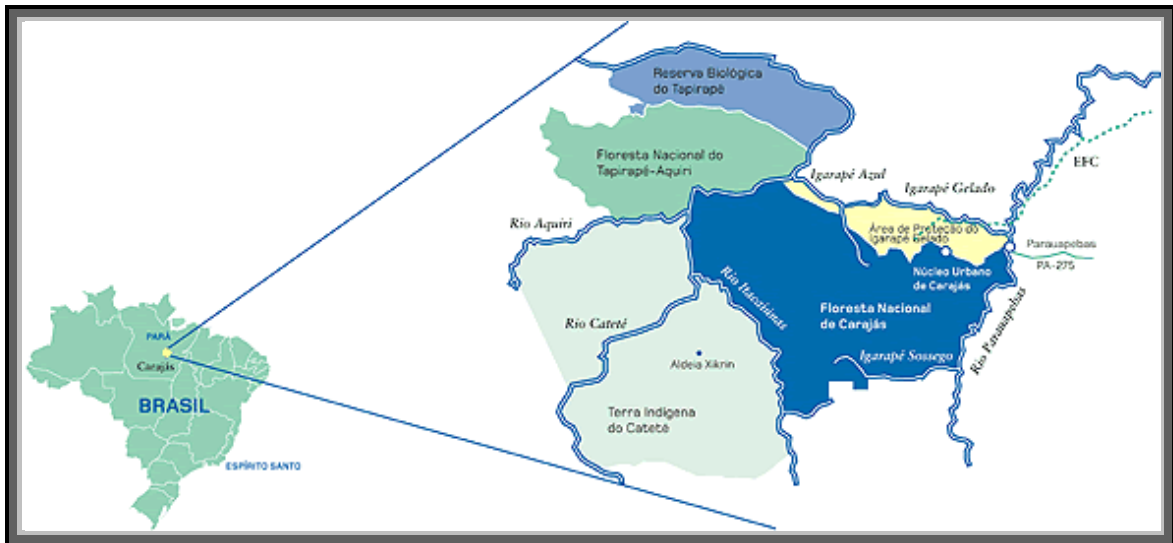 Reserva Biológica
do Tapirapé
Floresta Nacional do
Tapirapé-Aquiri
Igarapé Azul
Igarapé Gelado
EFC
Rio Aquiri
Área de Proteção do
Igarapé Gelado
Parauapebas
PA-275
Núcleo Urbano
de Carajás
Rio Itacaiúnas
Floresta Nacional
de Carajás
Rio Parauapebas
Rio Cateté
Igarapé Sossego
Aldeia Xikrin
Terra Indígena
do Cateté
PARÁ
Carajás
BRASIL
ESPÍRITO SANTO